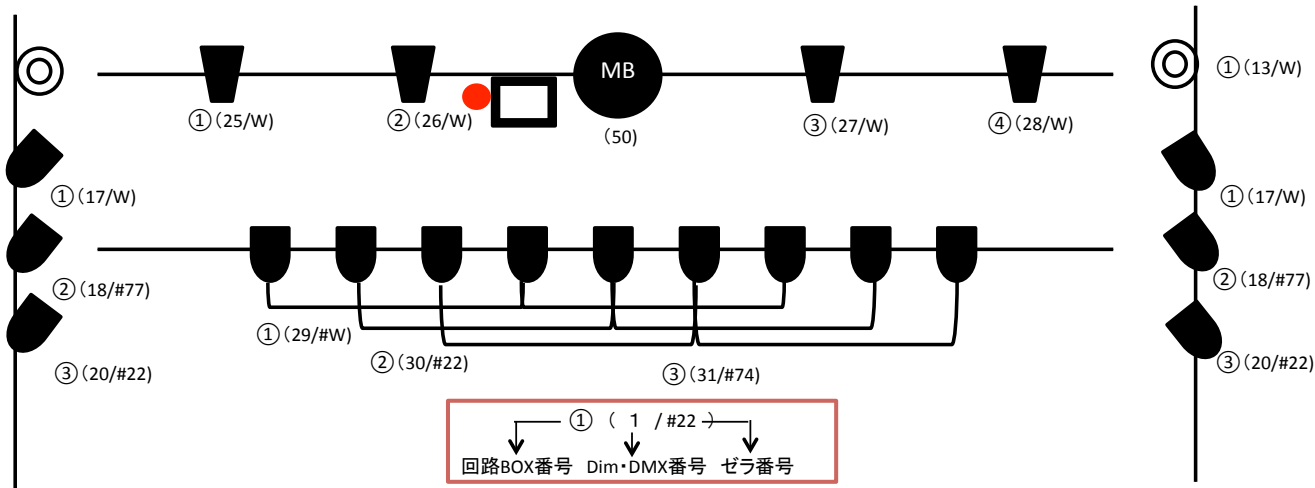 MB
①(13/W)
①(25/W)
②(26/W)
(50)
③(27/W)
④(28/W)
①(17/W)
①(17/W)
②(18/#77)
②(18/#77)
①(29/#W)
②(30/#22)
③(31/#74)
③(20/#22)
③(20/#22)
①(1/#22)
回路BOX番号 Dim・DMX番号 ゼラ番号